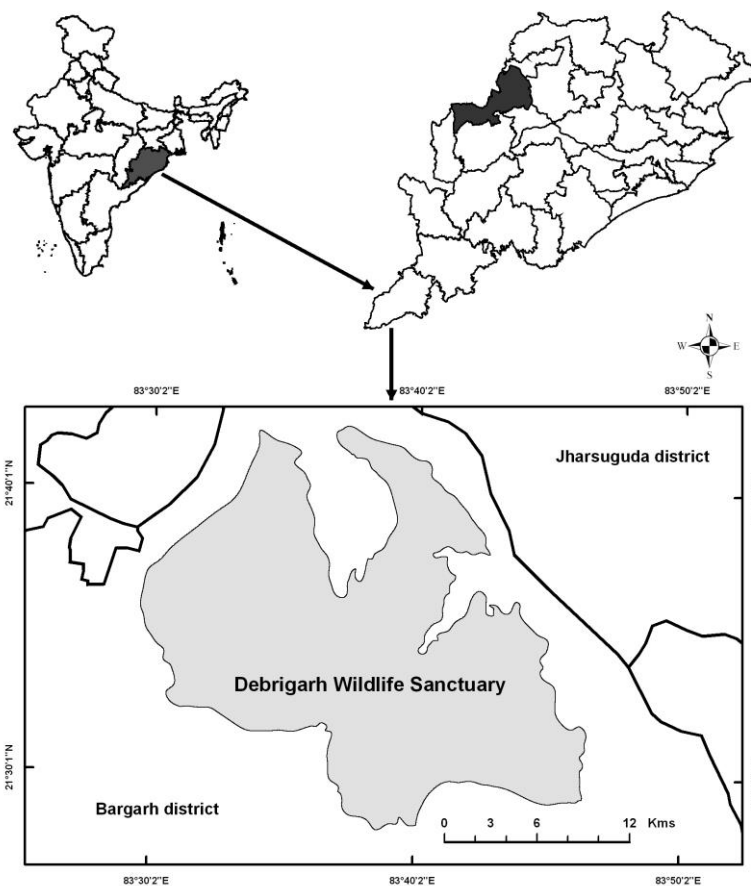 N
W E
S
83°30'2"E 83°40'2"E 83°50'2"E
21°40'1"N
Jharsuguda district
Debrigarh Wildlife Sanctuary
21°30'1"N
Bargarh district
0 3 6 12 Kms
83°30'2"E 83°40'2"E 83°50'2"E